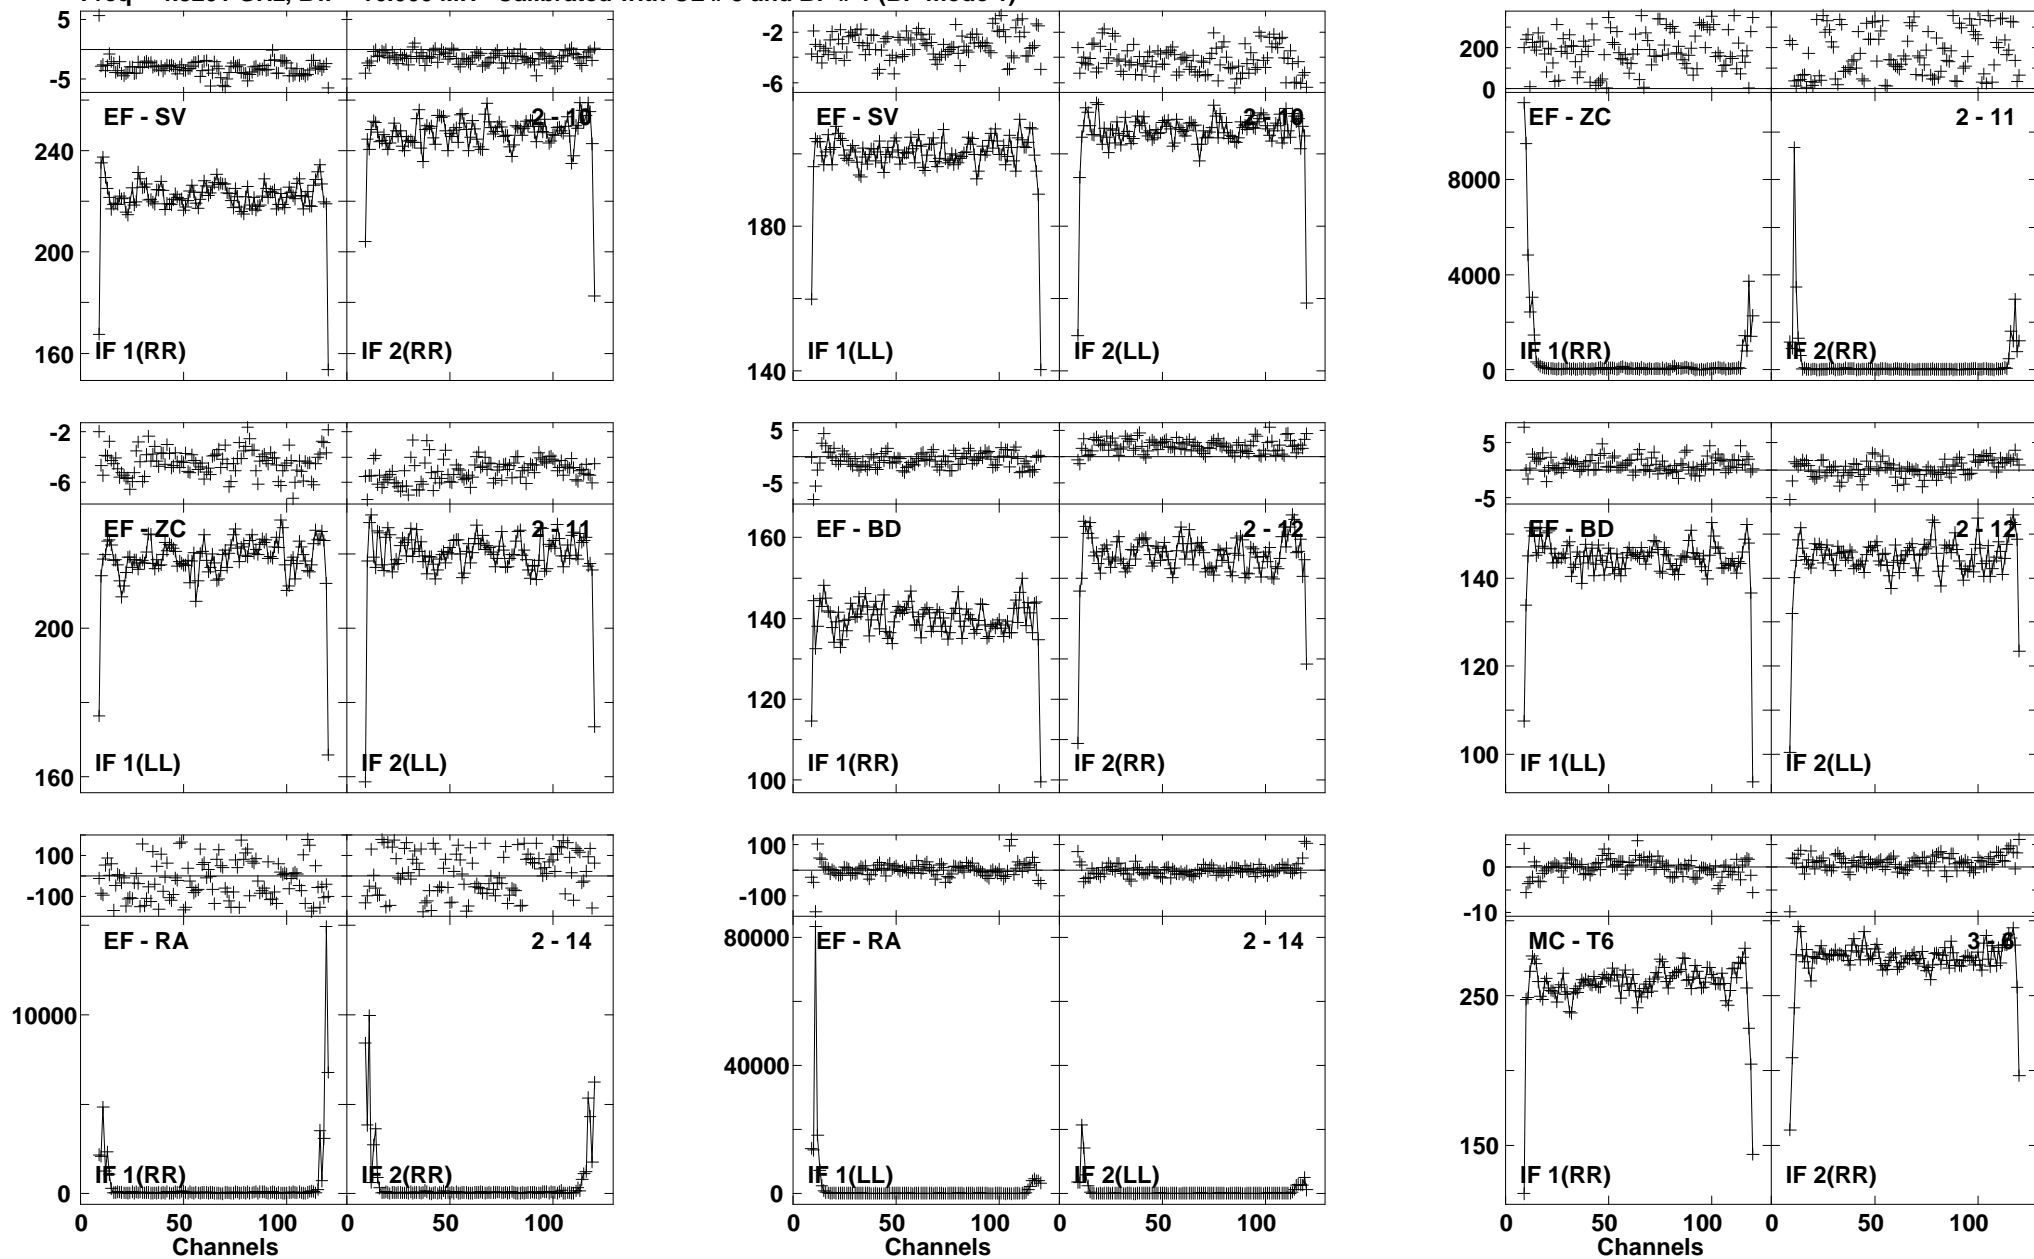 5
-5
EF - SV
2 - 10
240
200
160
IF 1(RR)
IF 2(RR)
-2
-6
EF - SV
2 - 10
180
140
IF 1(LL)
IF 2(LL)
200
0
EF - ZC
2 - 11
8000
4000
0
IF 1(RR)
IF 2(RR)
-2
-6
EF - ZC
2 - 11
200
160
IF 1(LL)
IF 2(LL)
5
-5
EF - BD
2 - 12
160
140
120
100
IF 1(RR)
IF 2(RR)
5
-5
EF - BD
2 - 12
140
120
100
IF 1(LL)
IF 2(LL)
100
-100
EF - RA
2 - 14
10000
0
IF 1(RR)
IF 2(RR)
0 50 100 0 50 100
Channels
100
-100
EF - RA
2 - 14
80000
40000
0
IF 1(LL)
IF 2(LL)
0 50 100 0 50 100
Channels
0
-10
MC - T6
3 - 6
250
150
IF 1(RR)
IF 2(RR)
0 50 100 0 50 100
Channels